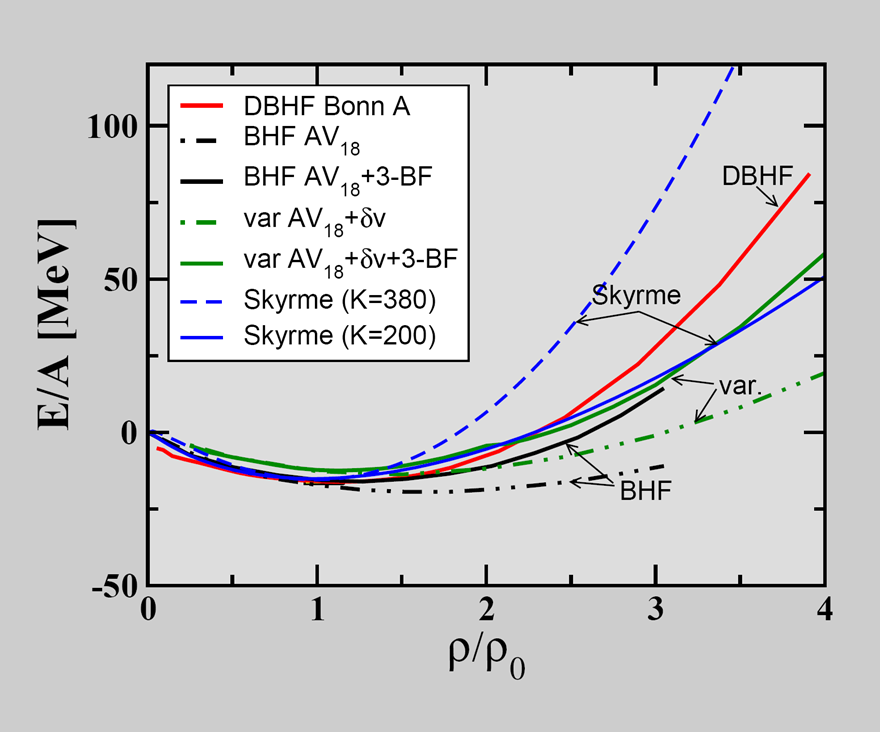 DBHF Bonn A
BHF AV18
BHF AV18+3-BF
var AV18+δv
var AV18+δv+3-BF
Skyrme (K=380)
Skyrme (K=200)
DBHF
Skyrme
var.
BHF
E/A [MeV]
100
50
0
-50
0 1 2 3 4
ρ/ρ0